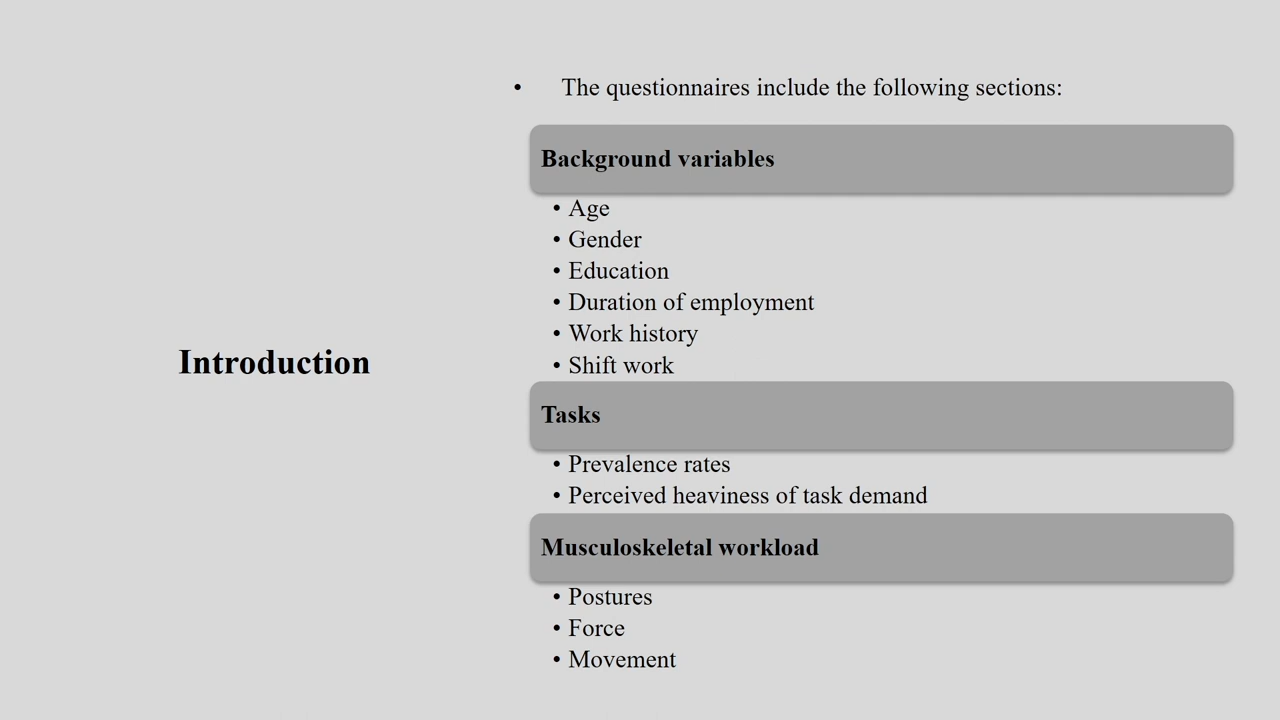 Introduction
• The questionnaires include the following sections:
Background variables
• Age
• Gender
• Education
• Duration of employment
• Work history
• Shift work
Tasks
• Prevalence rates
• Perceived heaviness of task demand
Musculoskeletal workload
• Postures
• Force
• Movement